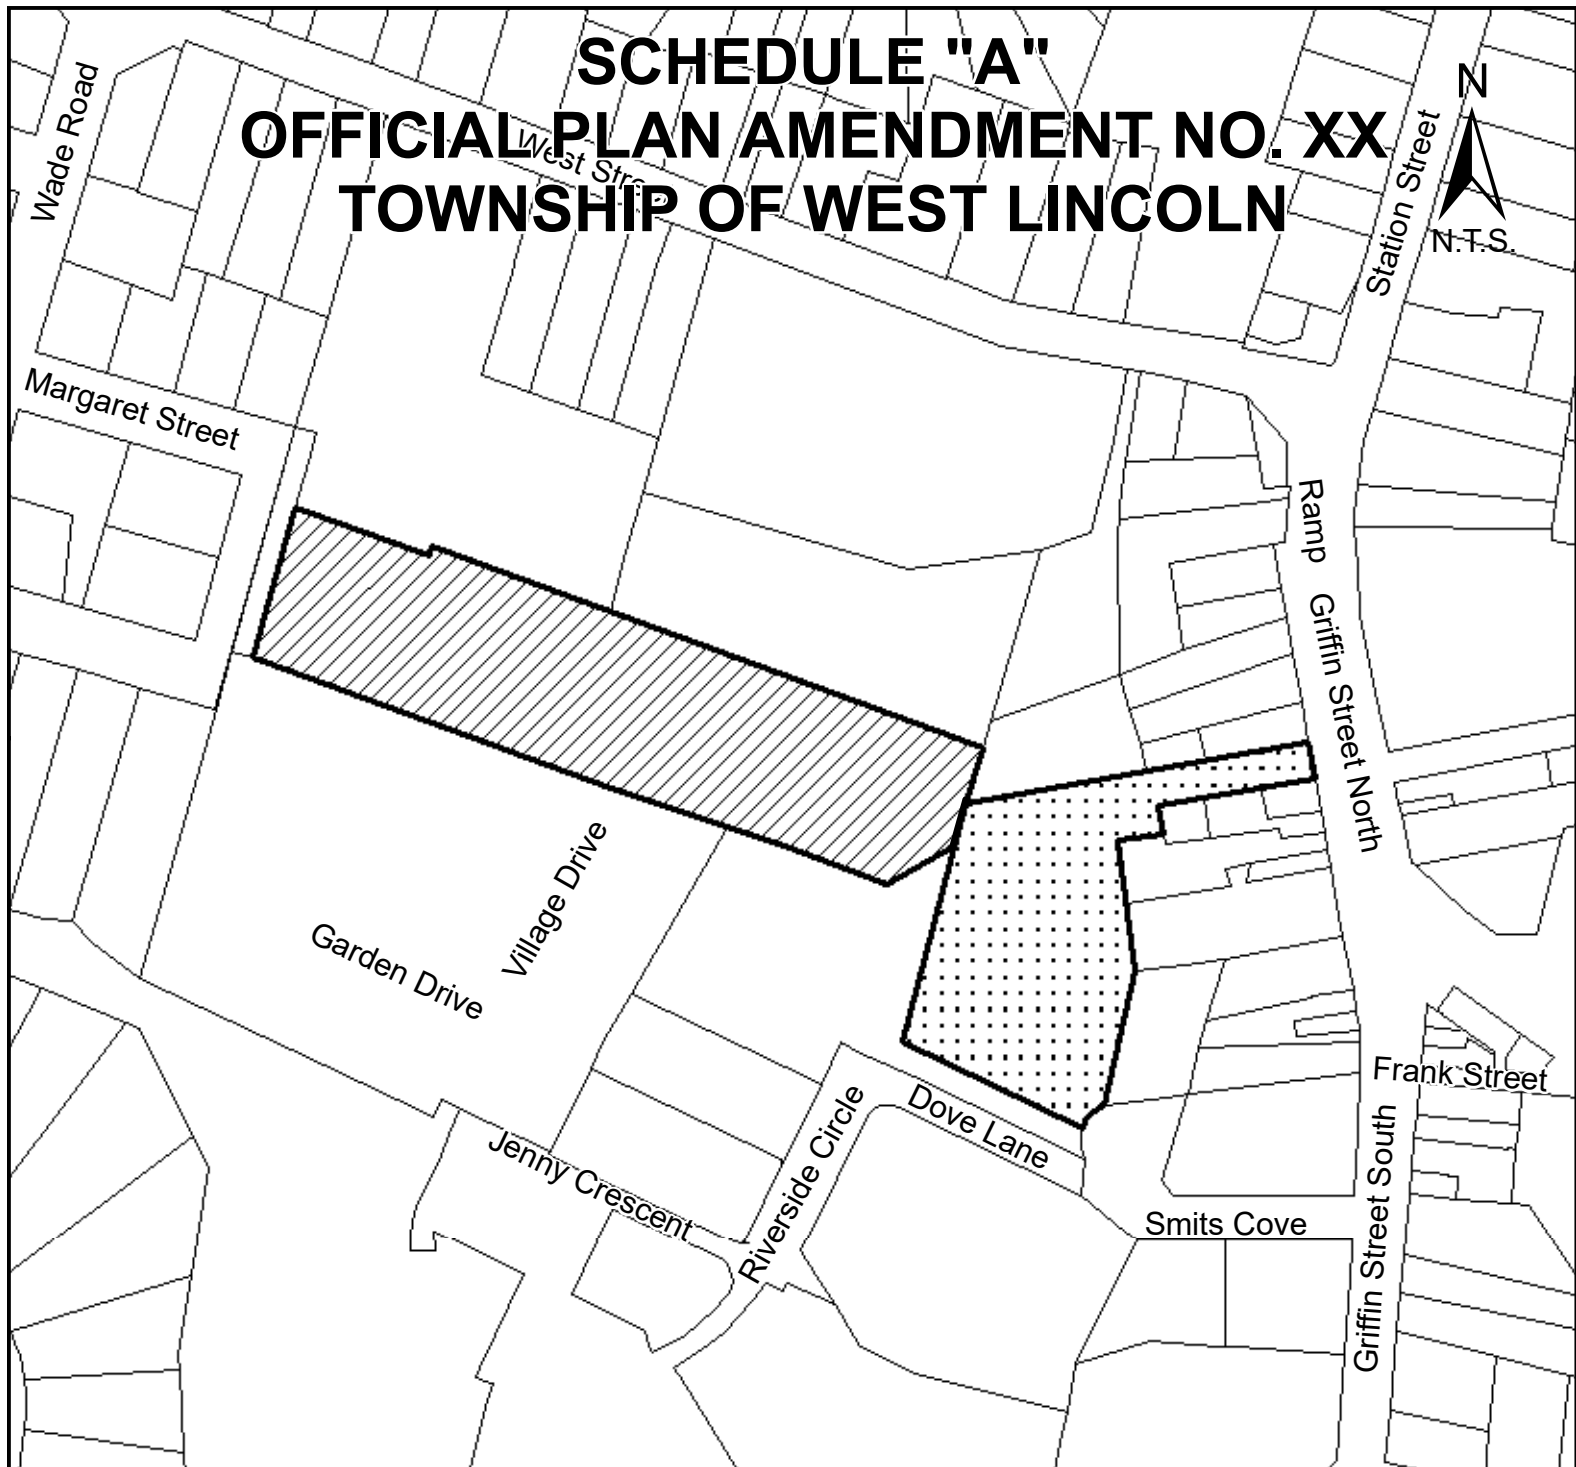 SCHEDULE "A"
OFFICIAL PLAN AMENDMENT NO. XX
TOWNSHIP OF WEST LINCOLN
N
N.T.S.
Wade Road
West
Station Street
Margaret Street
Ramp
Griffin Street North
Village Drive
Garden Drive
Frank Street
Dove Lane
Riverside Circle
Jenny Crescent
Smits Cove
Griffin Street South